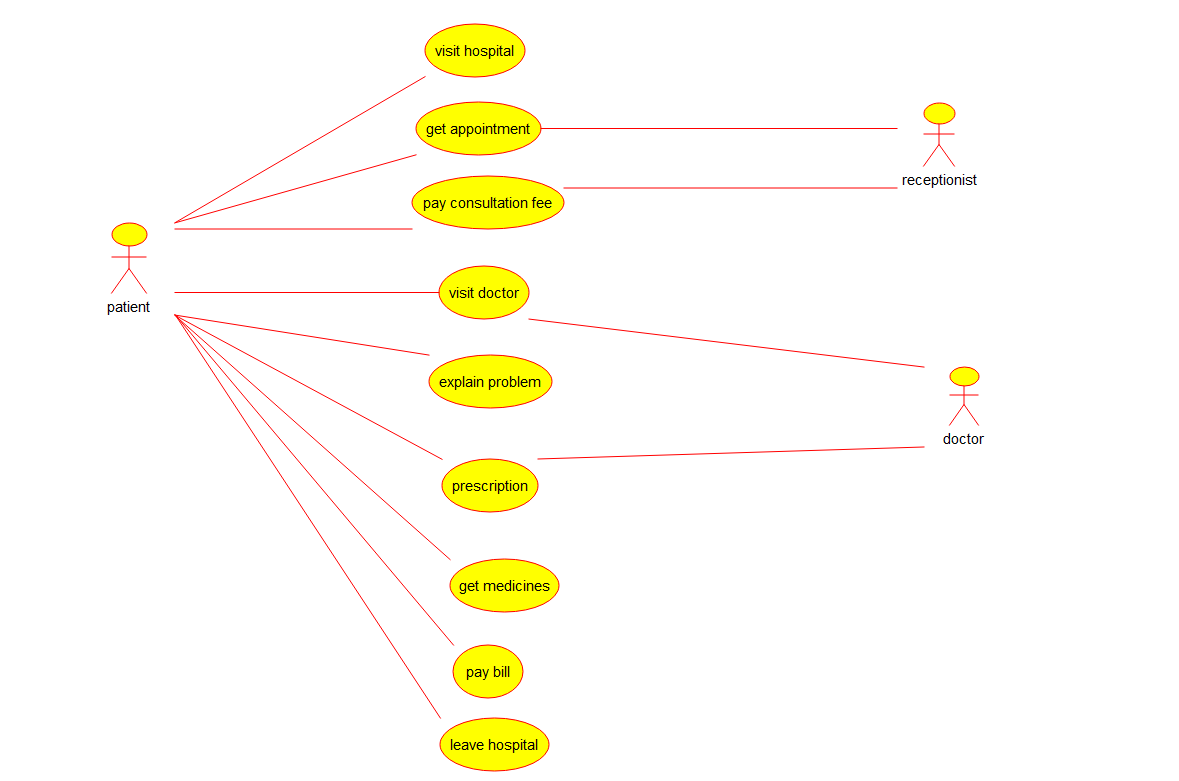 visit hospital
get appointment
receptionist
pay consultation fee
patient
visit doctor
explain problem
doctor
prescription
get medicines
pay bill
leave hospital